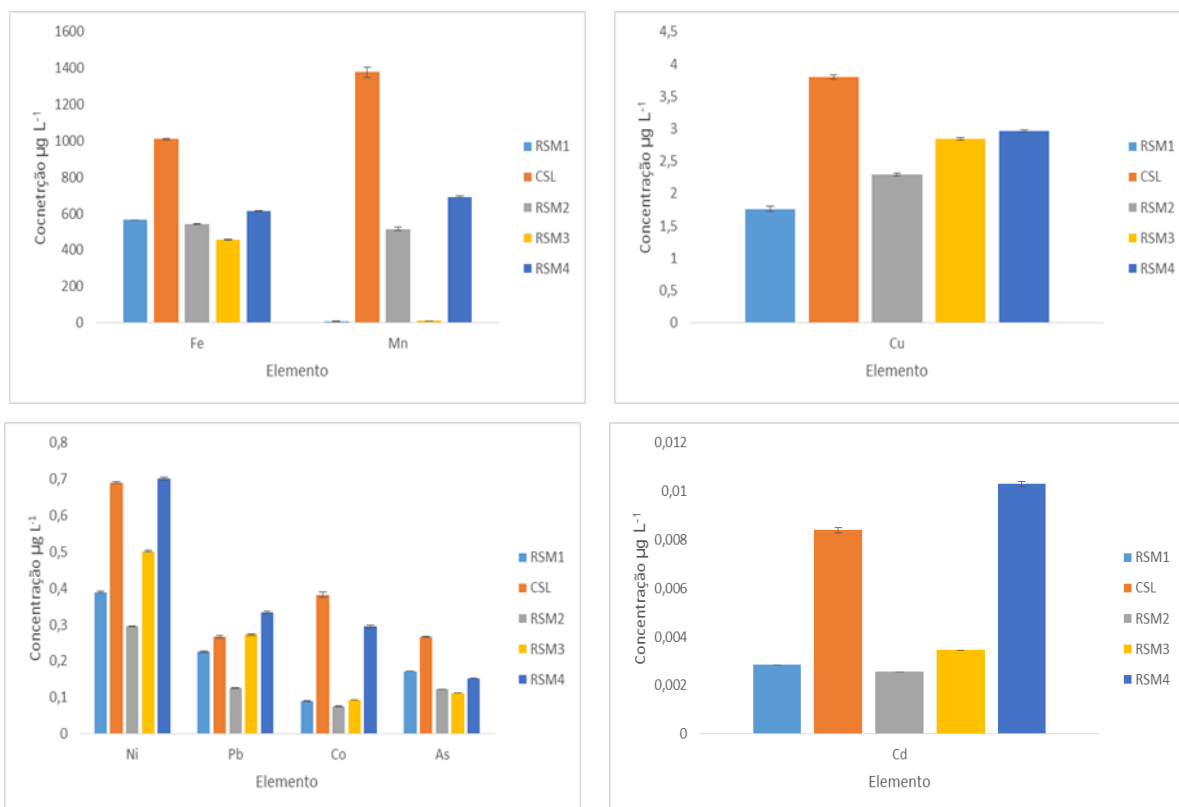 1600
1400
1200
1000
800
600
400
200
0
Cocnetrção µg L⁻¹
Fe
Mn
Elemento
RSM1
CSL
RSM2
RSM3
RSM4
4,5
4
3,5
3
2,5
2
1,5
1
0,5
0
Concentração µg L⁻¹
Cu
Elemento
RSM1
CSL
RSM2
RSM3
RSM4
0,8
0,7
0,6
0,5
0,4
0,3
0,2
0,1
0
Concentração µg L⁻¹
Ni
Pb
Co
As
Elemento
RSM1
CSL
RSM2
RSM3
RSM4
0,012
0,01
0,008
0,006
0,004
0,002
0
Concentração µg L⁻¹
Cd
Elemento
RSM1
CSL
RSM2
RSM3
RSM4